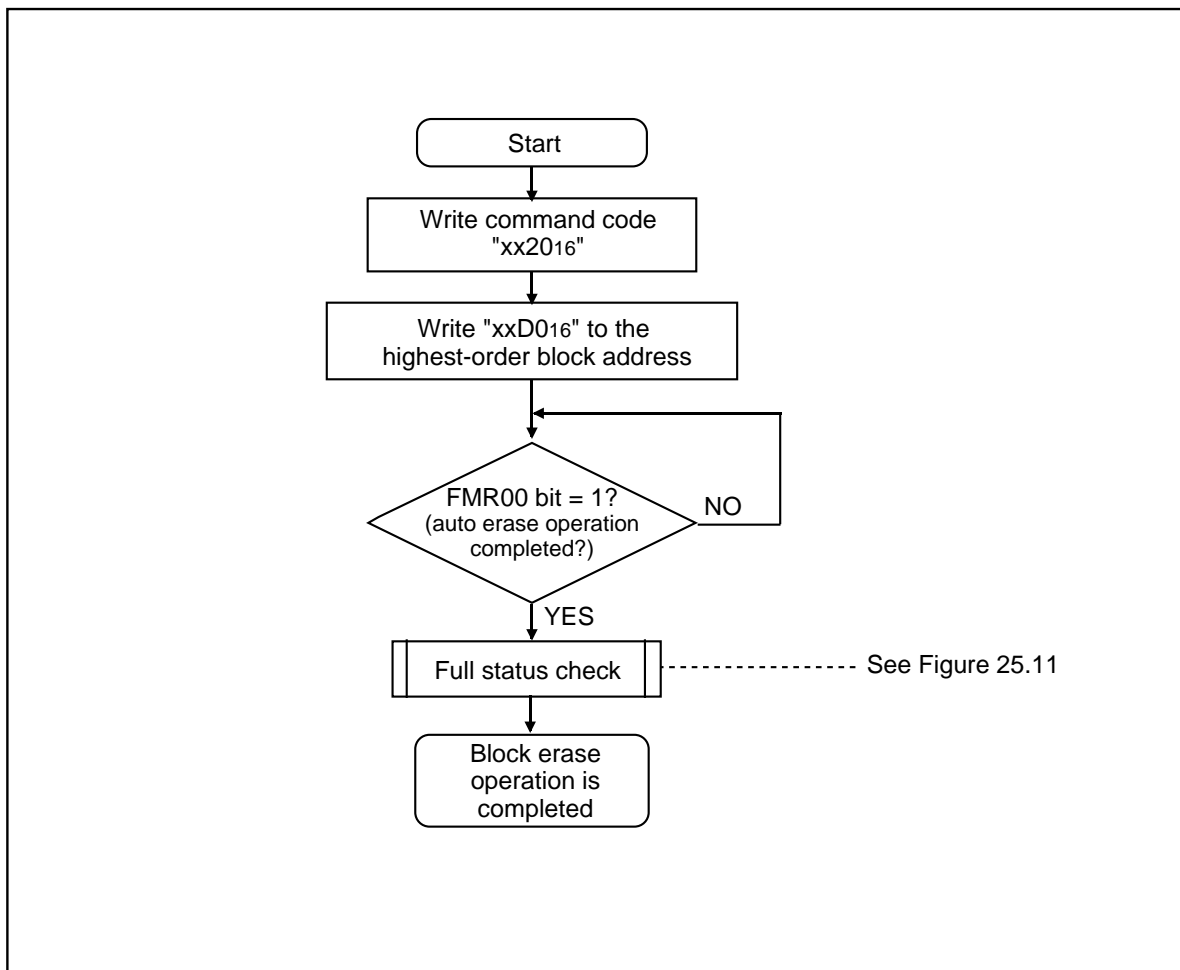 Start
Write command code
"xx2016"
Write "xxD016" to the
highest-order block address
FMR00 bit = 1?
(auto erase operation
completed?)
NO
YES
Full status check
See Figure 25.11
Block erase
operation is
completed